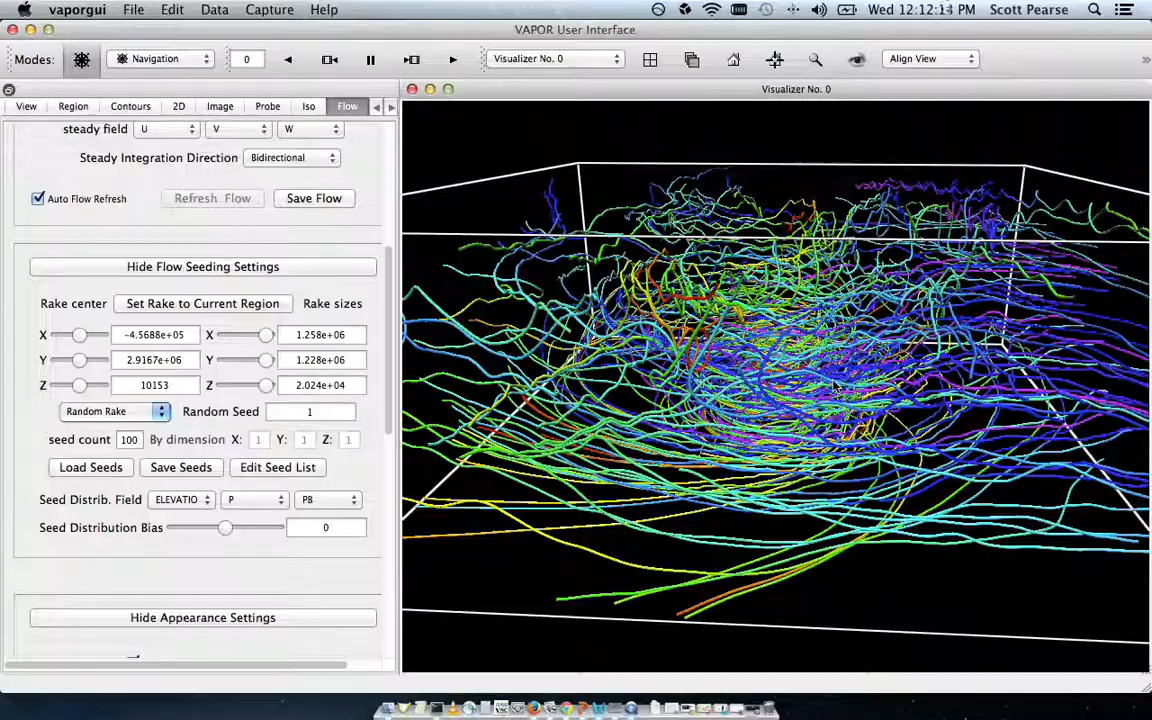 vaporgui File Edit Data Capture Help Wed 12:12:13 PM Scott Pearse
VAPOR User Interface
Modes: Navigation 0 Visualizer No. 0 Align View
Visualizer No. 0
View Region Contours 2D Image Probe Iso Flow
steady field U V W
Steady Integration Direction Bidirectional
Auto Flow Refresh Refresh Flow Save Flow
Hide Flow Seeding Settings
Rake center Set Rake to Current Region Rake sizes
X -4.5688e+05 X 1.258e+06
Y 2.9167e+06 Y 1.228e+06
Z 10153 Z 2.024e+04
Random Rake Random Seed 1
seed count 100 By dimension X: 1 Y: 1 Z: 1
Load Seeds Save Seeds Edit Seed List
Seed Distrib. Field ELEVATIO P PB
Seed Distribution Bias 0
Hide Appearance Settings